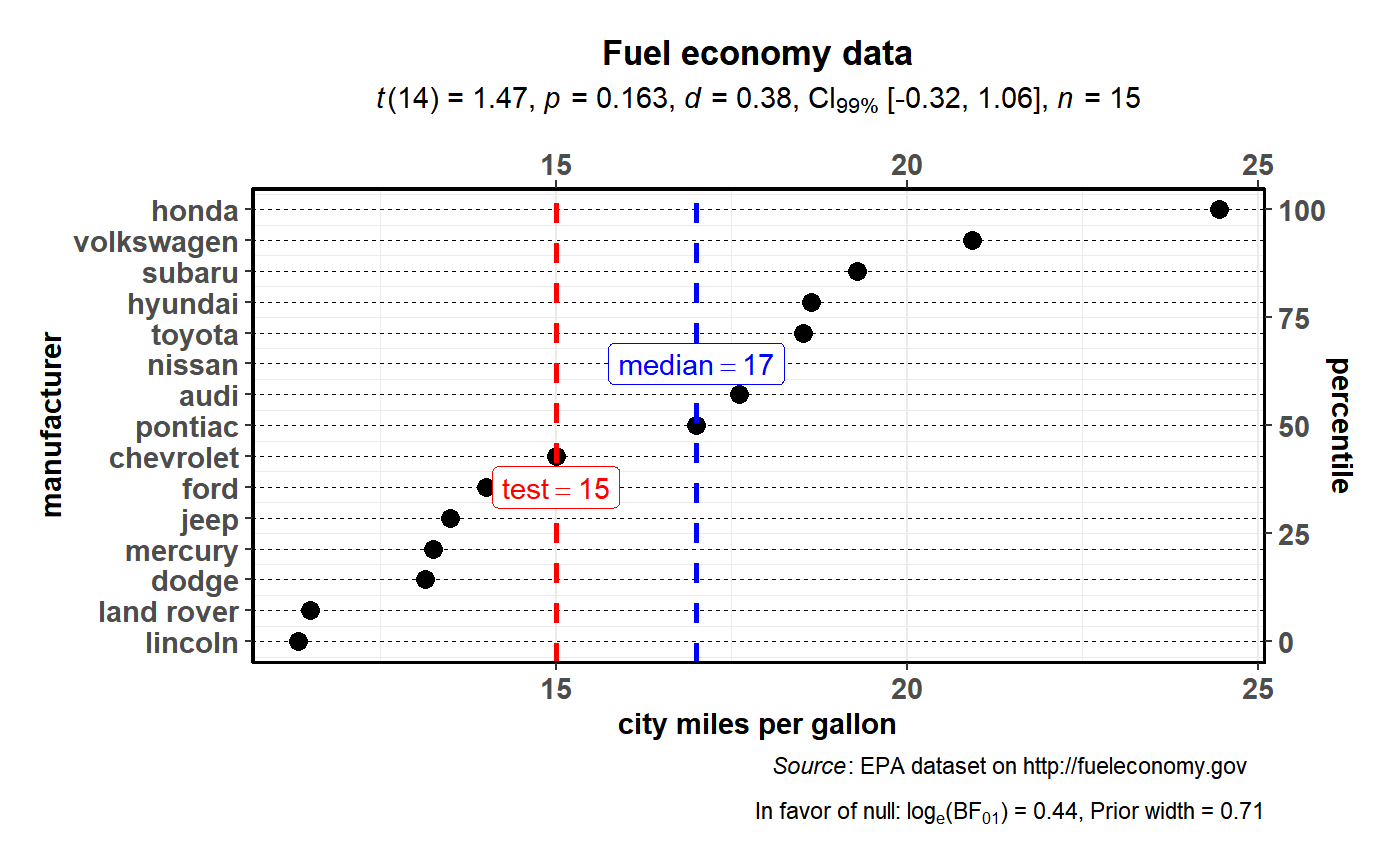 Fuel economy data
t(14) = 1.47, p = 0.163, d = 0.38, CI99% [-0.32, 1.06], n = 15
15 20 25
honda 100
volkswagen
subaru
hyundai 75
toyota
nissan median = 17
audi
pontiac 50
chevrolet
ford test = 15
jeep 25
mercury
dodge
land rover
lincoln 0
manufacturer
percentile
15 20 25
city miles per gallon
Source: EPA dataset on http://fueleconomy.gov
In favor of null: loge(BF01) = 0.44, Prior width = 0.71